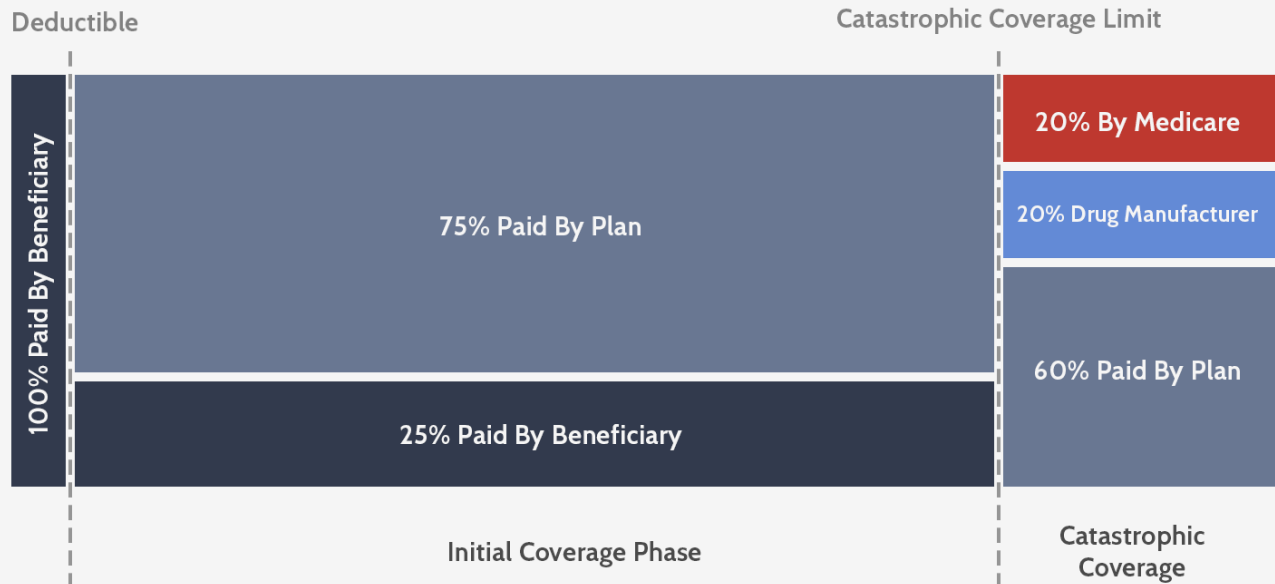 Deductible
Catastrophic Coverage Limit
100% Paid By Beneficiary
75% Paid By Plan
25% Paid By Beneficiary
20% By Medicare
20% Drug Manufacturer
60% Paid By Plan
Initial Coverage Phase
Catastrophic
Coverage